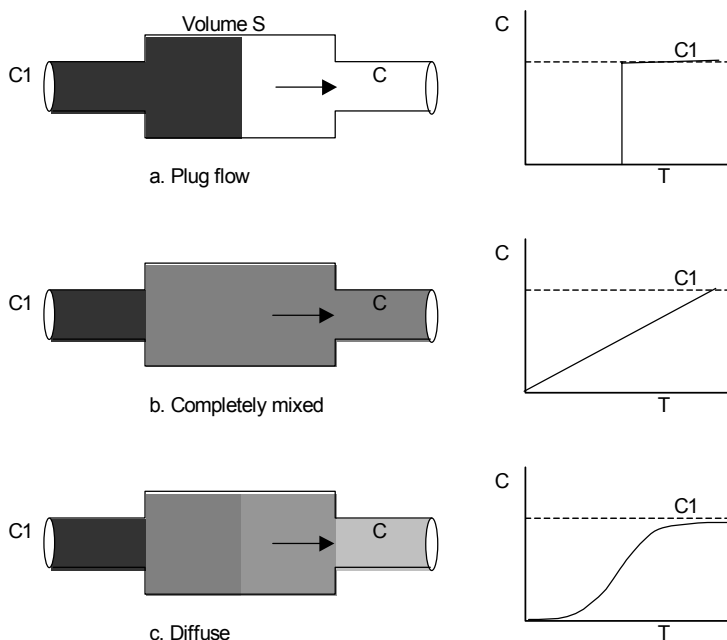 Volume S
C1
C
a. Plug flow
C
C1
T
C1
C
b. Completely mixed
C
C1
T
C1
C
c. Diffuse
C
C1
T